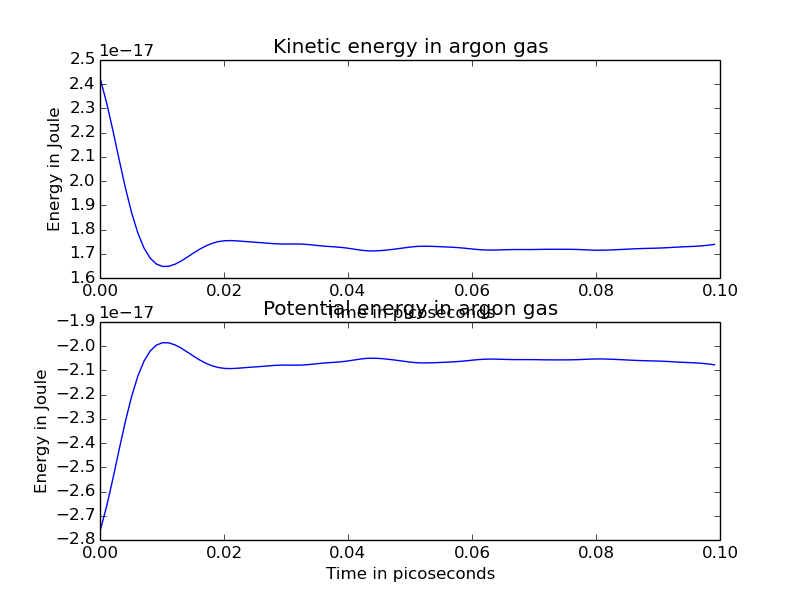 Kinetic energy in argon gas
1e−17
2.5
2.4
2.3
2.2
2.1
2.0
1.9
1.8
1.7
1.6
Energy in Joule
0.00 0.02 0.04 0.06 0.08 0.10
Time in picoseconds
Potential energy in argon gas
1e−17
−1.9
−2.0
−2.1
−2.2
−2.3
−2.4
−2.5
−2.6
−2.7
−2.8
Energy in Joule
0.00 0.02 0.04 0.06 0.08 0.10
Time in picoseconds